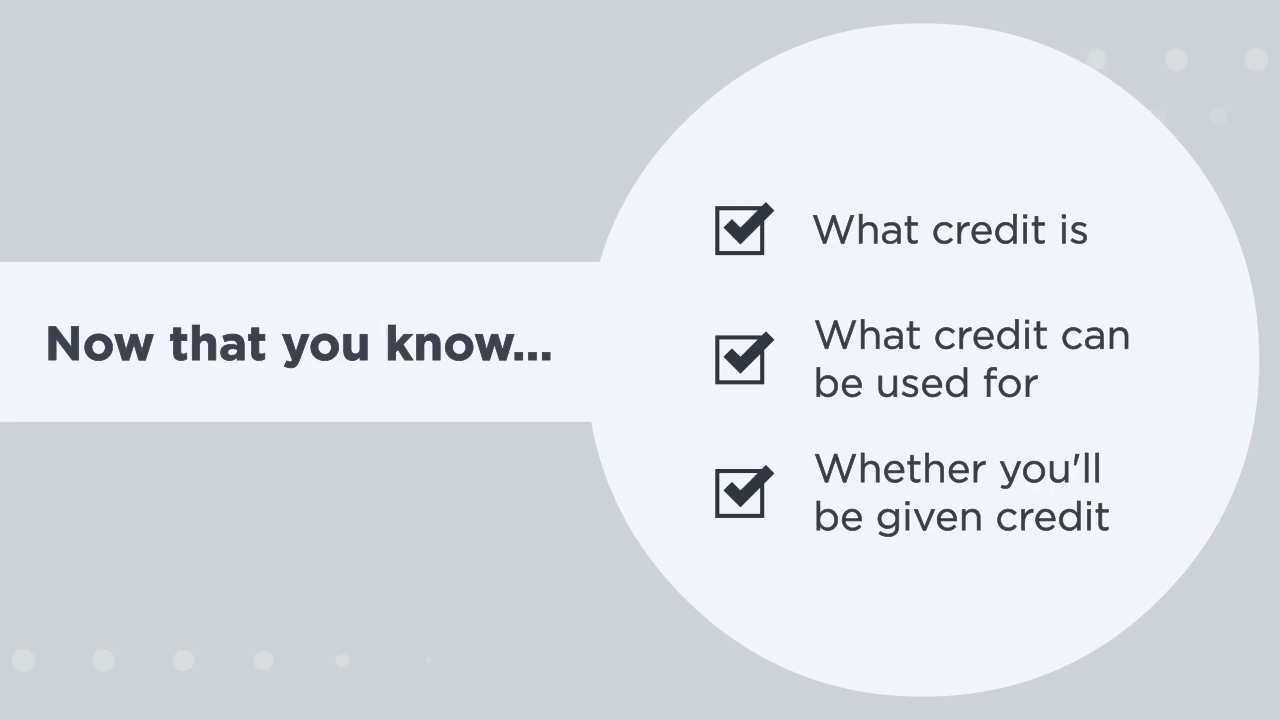 Now that you know...
What credit is
What credit can
be used for
Whether you'll
be given credit